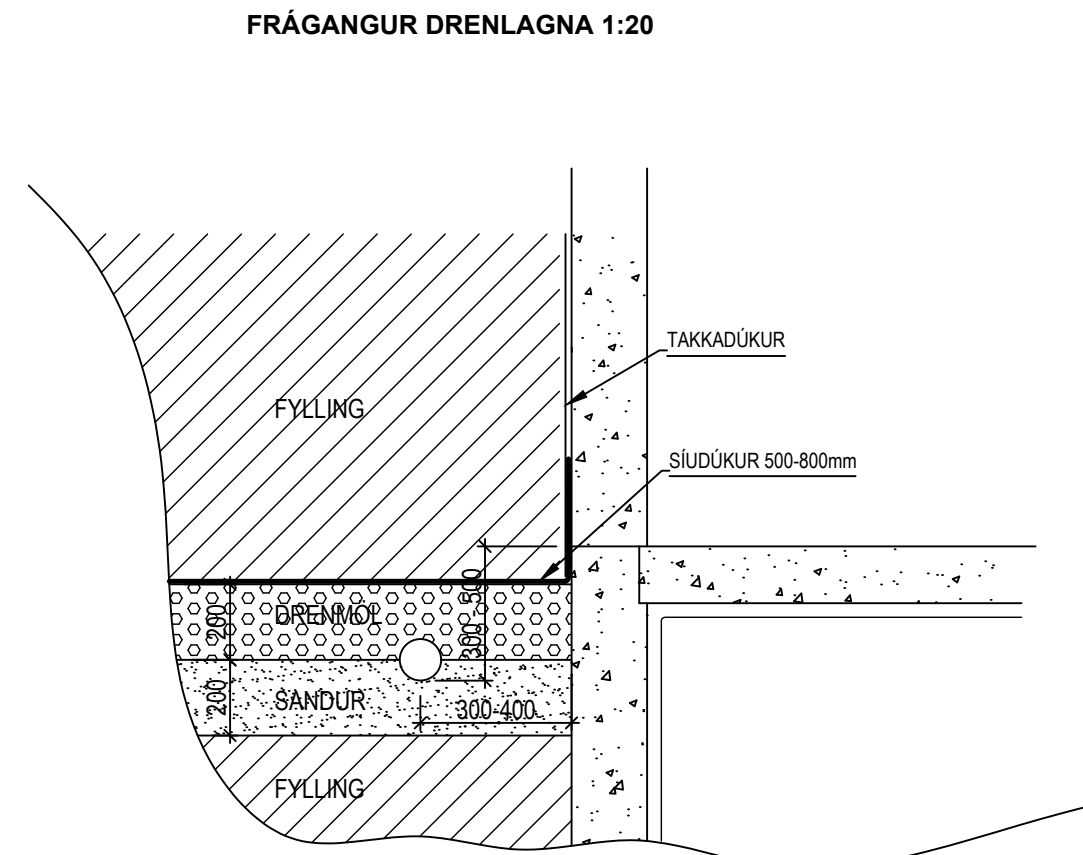 FRÁGANGUR DRENLAGNA 1:20
TAKKADÚKUR
FYLLING
SÍUDÚKUR 500-800mm
300 - 500
200
DRENMÖL
200
SANDUR
300-400
FYLLING